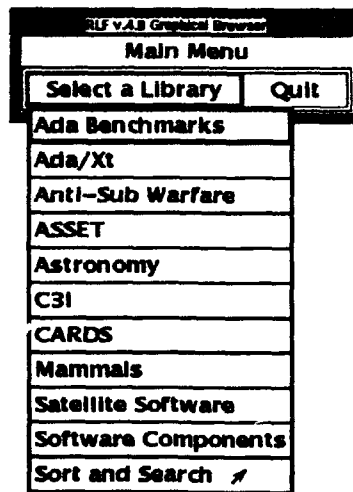 RLF v.4.0 Graphical Browser
Main Menu
Select a Library Quit
Ada Benchmarks
Ada/Xt
Anti-Sub Warfare
ASSET
Astronomy
C3I
CARDS
Mammals
Satellite Software
Software Components
Sort and Search